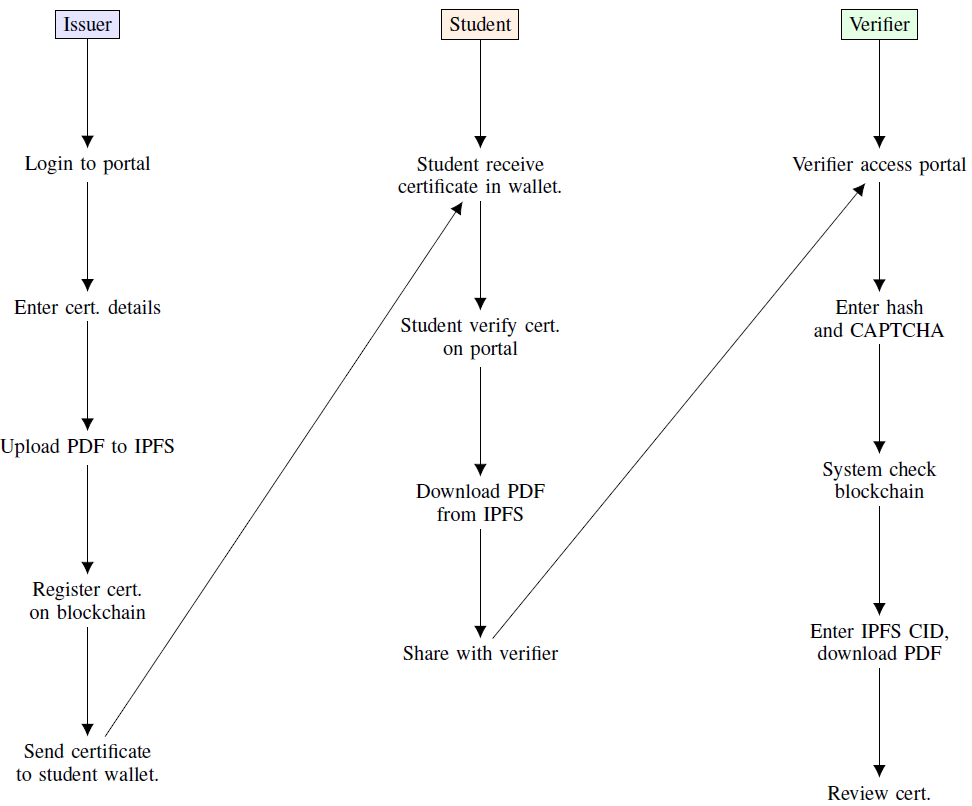 Issuer
Login to portal
Enter cert. details
Upload PDF to IPFS
Register cert.
on blockchain
Send certificate
to student wallet.
Student
Student receive
certificate in wallet.
Student verify cert.
on portal
Download PDF
from IPFS
Share with verifier
Verifier
Verifier access portal
Enter hash
and CAPTCHA
System check
blockchain
Enter IPFS CID,
download PDF
Review cert.